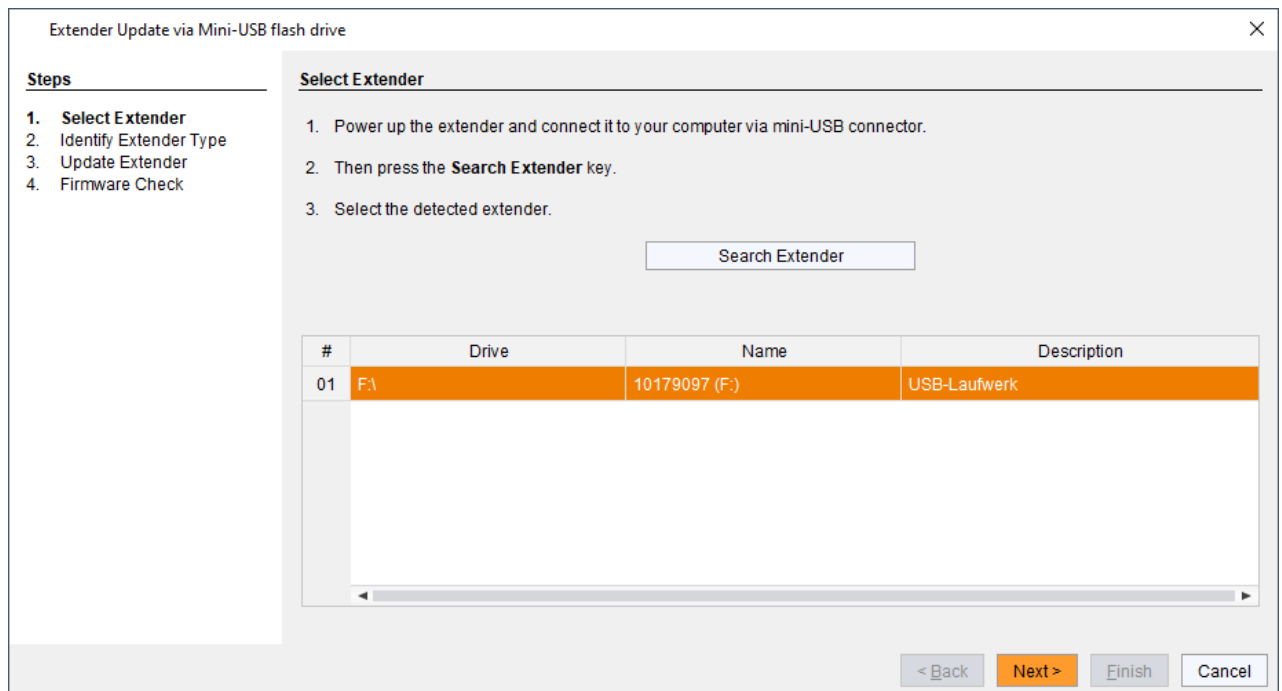 Extender Update via Mini-USB flash drive
Steps
1. Select Extender
2. Identify Extender Type
3. Update Extender
4. Firmware Check
Select Extender
1. Power up the extender and connect it to your computer via mini-USB connector.
2. Then press the Search Extender key.
3. Select the detected extender.
Search Extender
# Drive Name Description
01 F:\ 10179097 (F:) USB-Laufwerk
< Back Next > Finish Cancel